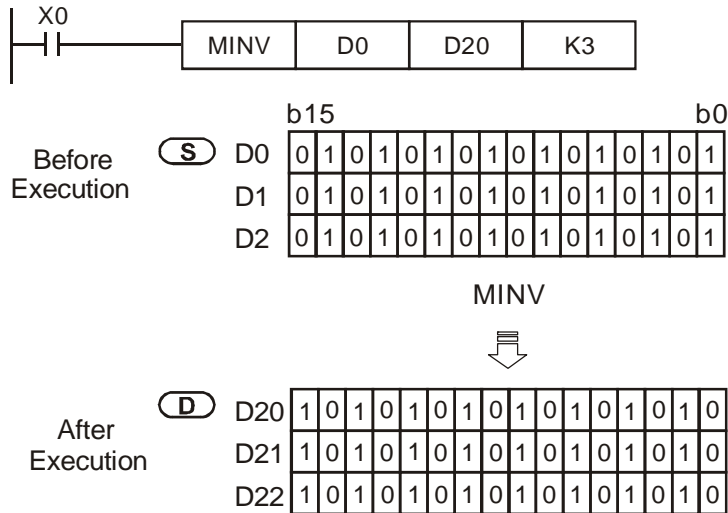 X0
MINV D0 D20 K3
b15 b0
Before Execution
S D0 0 1 0 1 0 1 0 1 0 1 0 1 0 1 0 1
D1 0 1 0 1 0 1 0 1 0 1 0 1 0 1 0 1
D2 0 1 0 1 0 1 0 1 0 1 0 1 0 1 0 1
MINV
After Execution
D D20 1 0 1 0 1 0 1 0 1 0 1 0 1 0 1 0
D21 1 0 1 0 1 0 1 0 1 0 1 0 1 0 1 0
D22 1 0 1 0 1 0 1 0 1 0 1 0 1 0 1 0